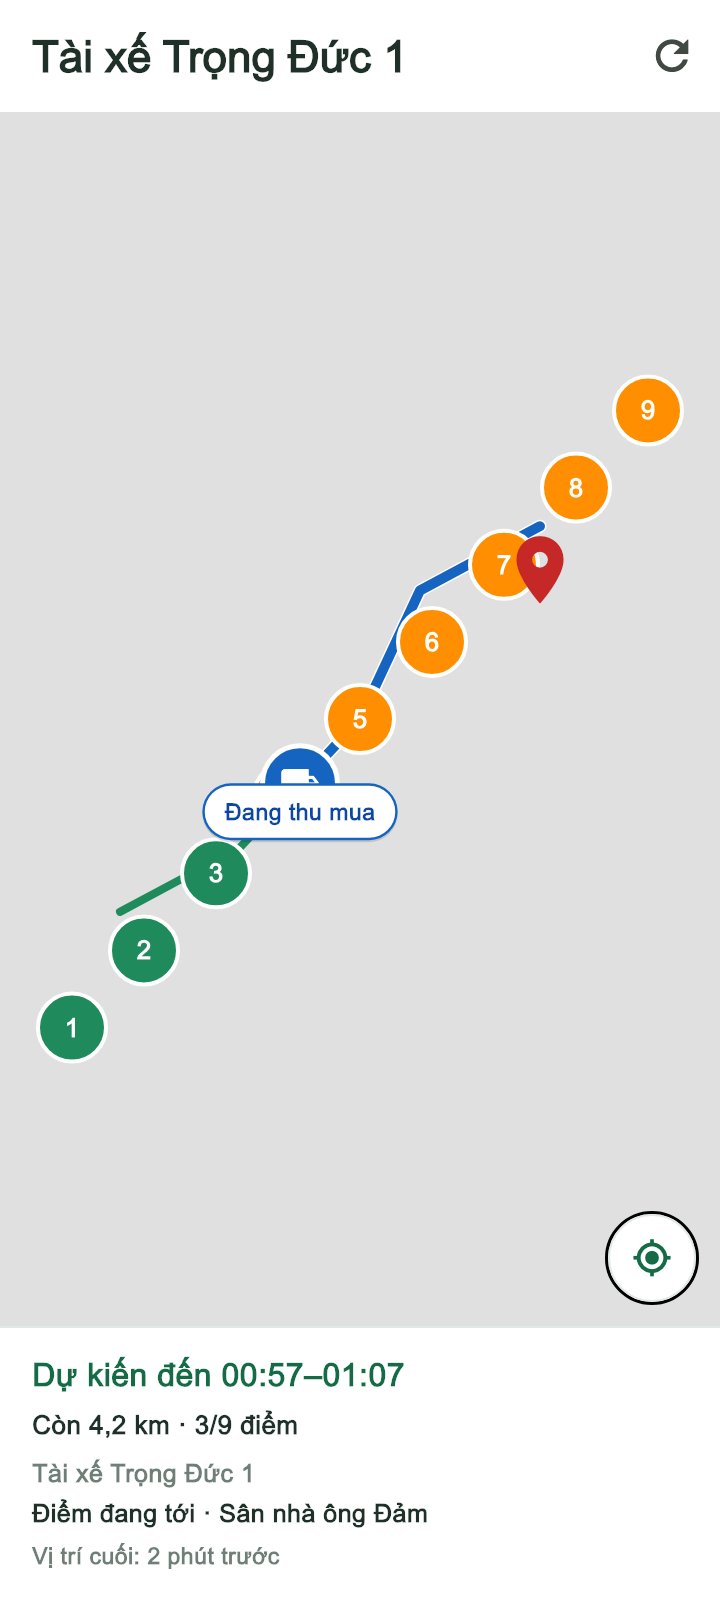 Tài xế Trọng Đức 1
9
8
7
6
5
Đang thu mua
3
2
1
Dự kiến đến 00:57–01:07
Còn 4,2 km · 3/9 điểm
Tài xế Trọng Đức 1
Điểm đang tới · Sân nhà ông Đảm
Vị trí cuối: 2 phút trước